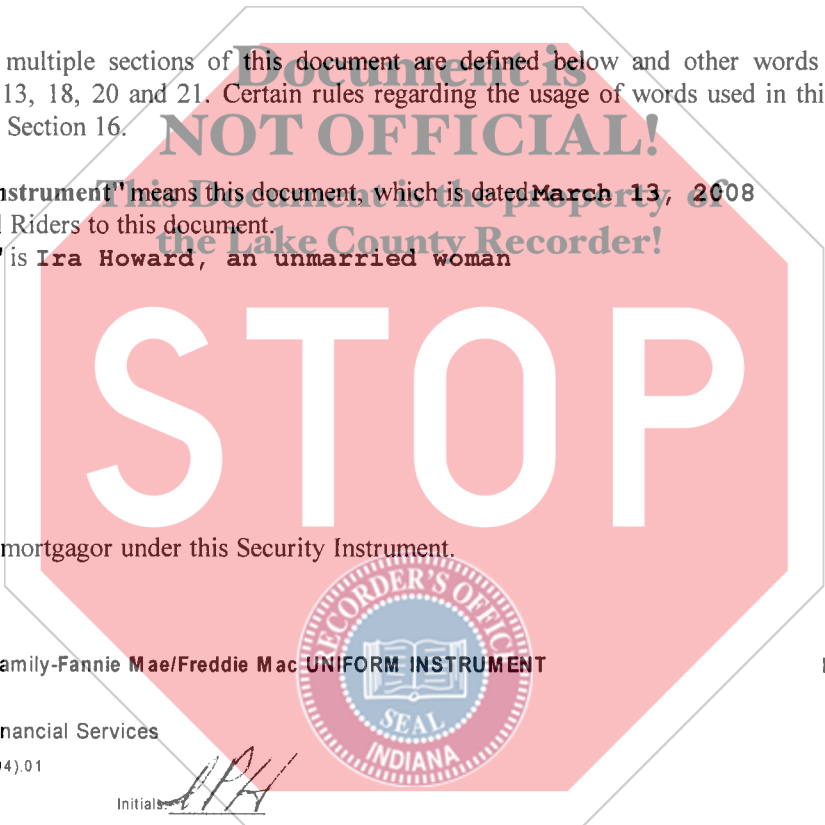 multiple sections of this document are defined below and other words
Document is
13, 18, 20 and 21. Certain rules regarding the usage of words used in thi
Section 16.
NOT OFFICIAL!
nstrument" means this document, which is dated March 13, 2008
This Document is the property of
l Riders to this document.
the Lake County Recorder!
" is Ira Howard, an unmarried woman
STOP
mortgagor under this Security Instrument.
RECORDER'S OFFICE
amily-Fannie Mae/Freddie Mac UNIFORM INSTRUMENT
SEAL
nancial Services
INDIANA
04).01
Initials: